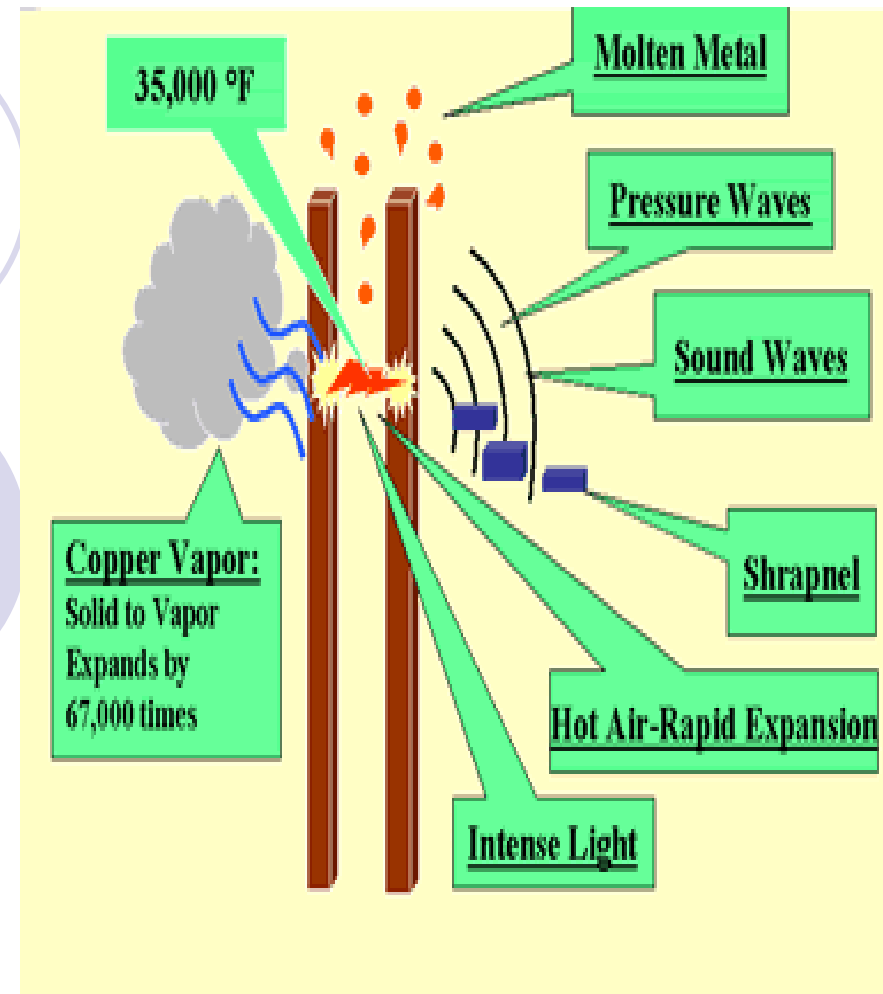 Molten Metal
35,000 °F
Pressure Waves
Sound Waves
Copper Vapor:
Solid to Vapor
Expands by
67,000 times
Shrapnel
Hot Air-Rapid Expansion
Intense Light